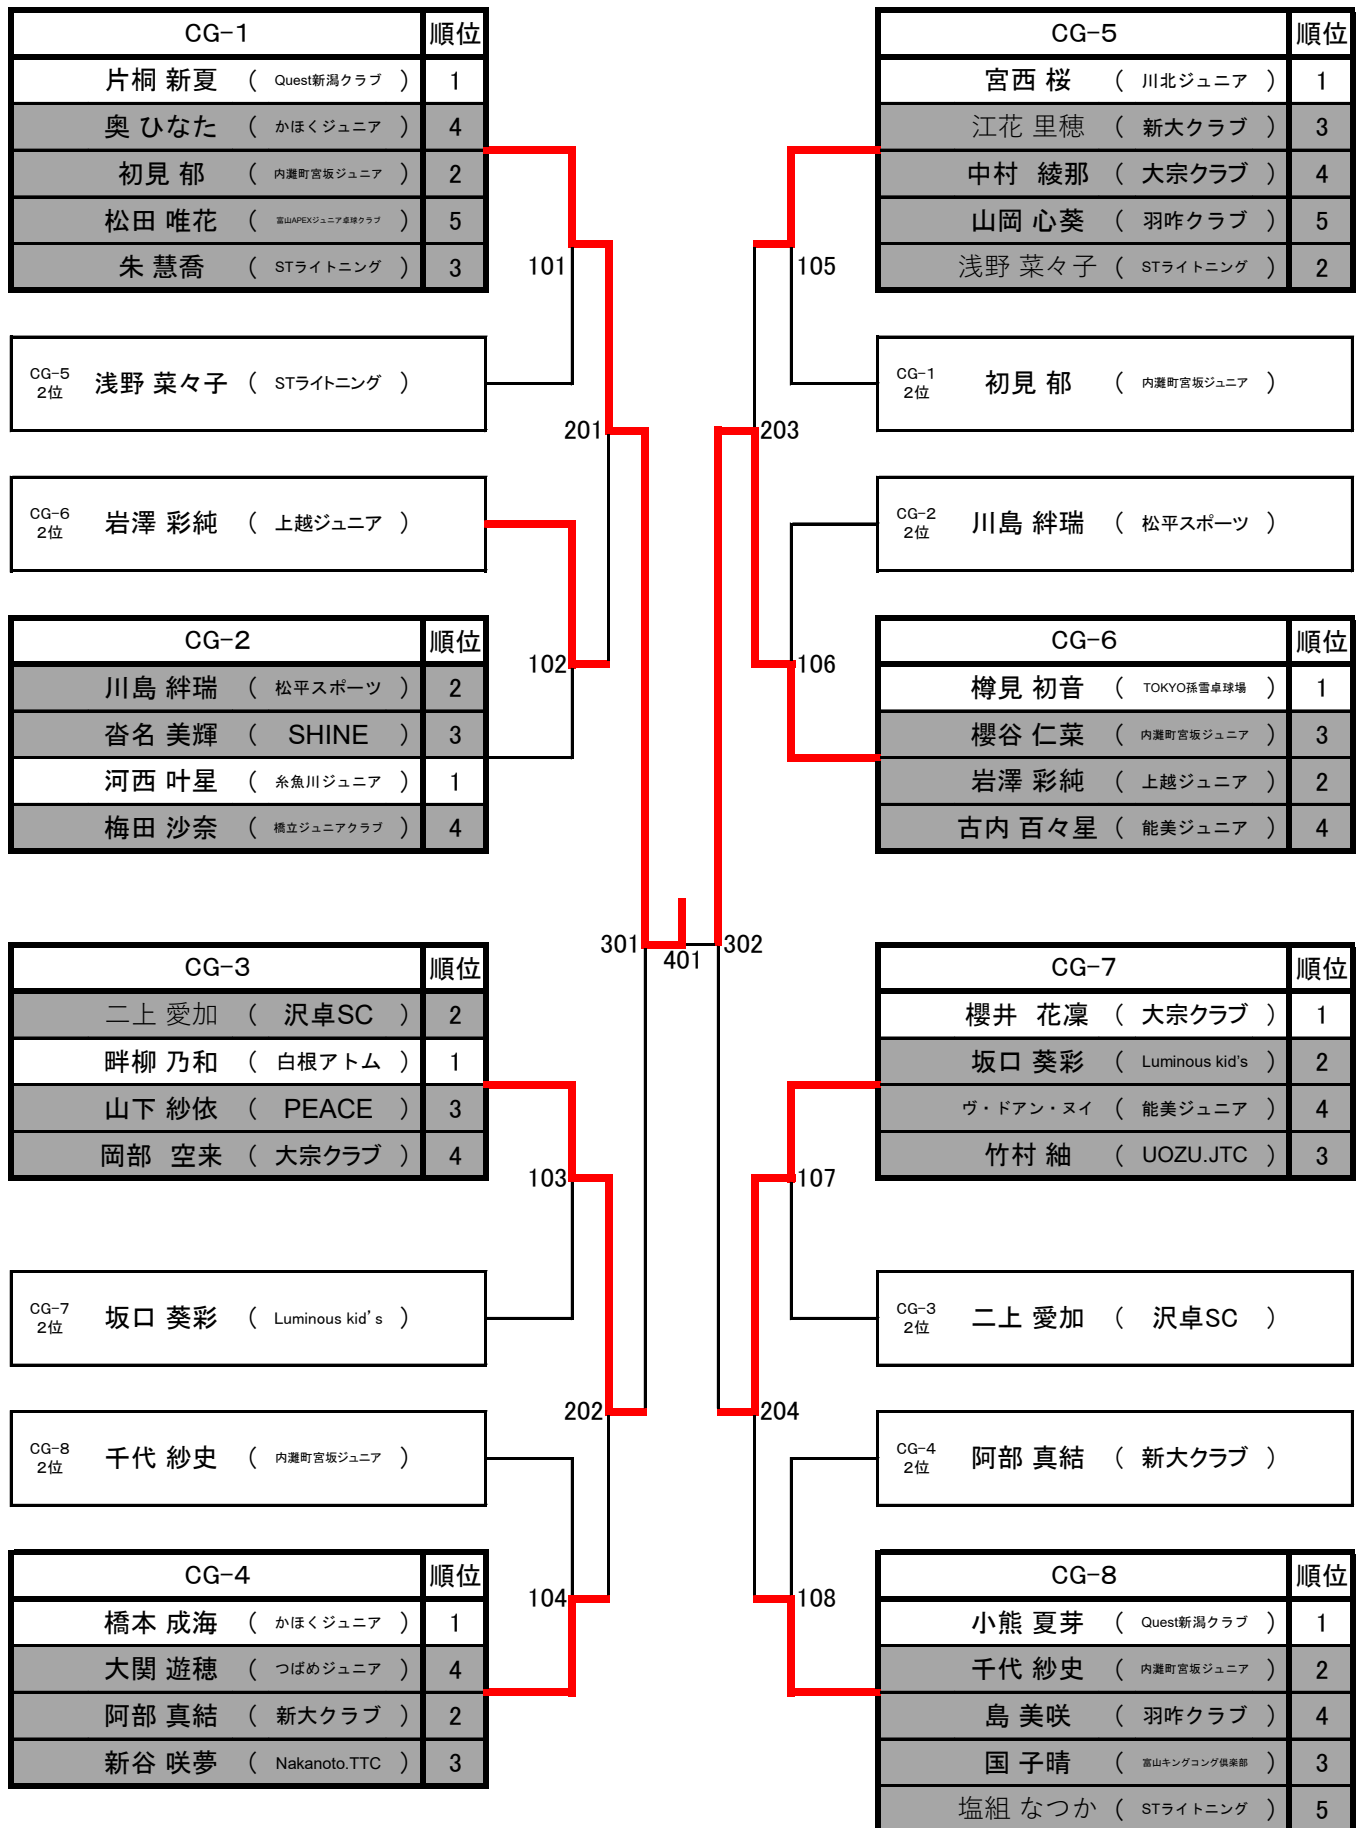 CG-1 順位
片桐 新夏 ( Quest新潟クラブ ) 1
奥 ひなた ( かほくジュニア ) 4
初見 郁 ( 内灘町宮坂ジュニア ) 2
松田 唯花 ( 富山APEXジュニア卓球クラブ ) 5
朱 慧喬 ( STライトニング ) 3
101
CG-5
2位
浅野 菜々子 ( STライトニング )
201
CG-6
2位
岩澤 彩純 ( 上越ジュニア )
102
CG-2 順位
川島 絆瑞 ( 松平スポーツ ) 2
沓名 美輝 ( SHINE ) 3
河西 叶星 ( 糸魚川ジュニア ) 1
梅田 沙奈 ( 橋立ジュニアクラブ ) 4
301
401
302
CG-3 順位
二上 愛加 ( 沢卓SC ) 2
畔柳 乃和 ( 白根アトム ) 1
山下 紗依 ( PEACE ) 3
岡部 空来 ( 大宗クラブ ) 4
103
CG-7
2位
坂口 葵彩 ( Luminous kid's )
202
CG-8
2位
千代 紗史 ( 内灘町宮坂ジュニア )
104
CG-4 順位
橋本 成海 ( かほくジュニア ) 1
大関 遊穂 ( つばめジュニア ) 4
阿部 真結 ( 新大クラブ ) 2
新谷 咲夢 ( Nakanoto.TTC ) 3
CG-5 順位
宮西 桜 ( 川北ジュニア ) 1
江花 里穂 ( 新大クラブ ) 3
中村 綾那 ( 大宗クラブ ) 4
山岡 心葵 ( 羽咋クラブ ) 5
浅野 菜々子 ( STライトニング ) 2
105
CG-1
2位
初見 郁 ( 内灘町宮坂ジュニア )
203
CG-2
2位
川島 絆瑞 ( 松平スポーツ )
106
CG-6 順位
樽見 初音 ( TOKYO孫雪卓球場 ) 1
櫻谷 仁菜 ( 内灘町宮坂ジュニア ) 3
岩澤 彩純 ( 上越ジュニア ) 2
古内 百々星 ( 能美ジュニア ) 4
CG-7 順位
櫻井 花凜 ( 大宗クラブ ) 1
坂口 葵彩 ( Luminous kid's ) 2
ヴ・ドアン・ヌイ ( 能美ジュニア ) 4
竹村 紬 ( UOZU.JTC ) 3
107
CG-3
2位
二上 愛加 ( 沢卓SC )
204
CG-4
2位
阿部 真結 ( 新大クラブ )
108
CG-8 順位
小熊 夏芽 ( Quest新潟クラブ ) 1
千代 紗史 ( 内灘町宮坂ジュニア ) 2
島 美咲 ( 羽咋クラブ ) 4
国 子晴 ( 富山キングコング倶楽部 ) 3
塩組 なつか ( STライトニング ) 5